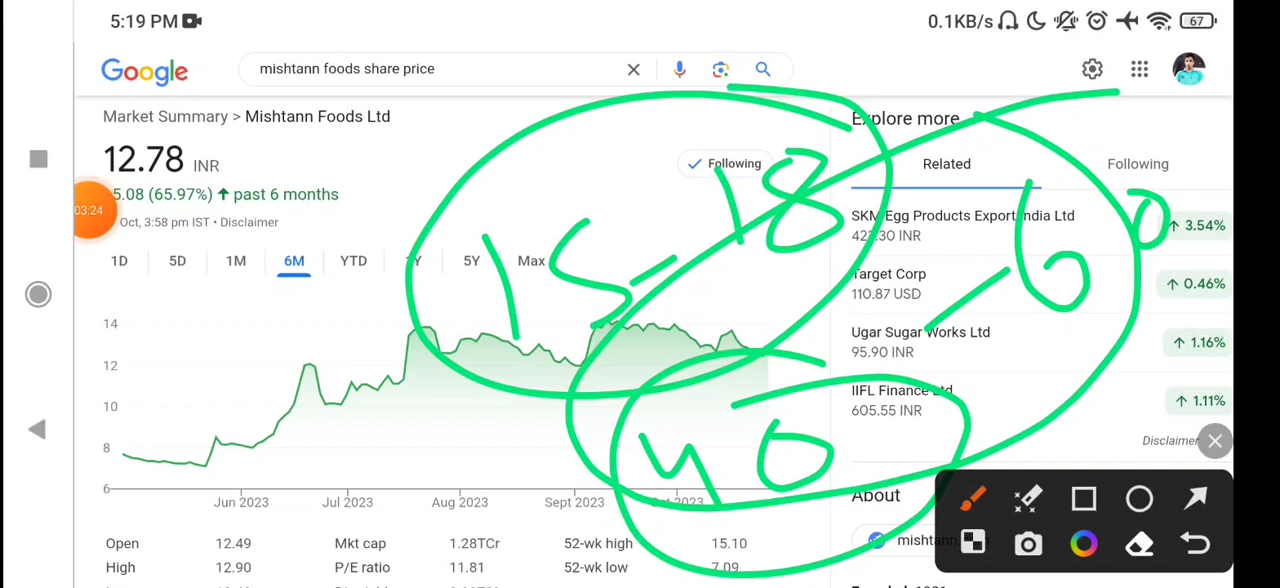 5:19 PM 0.1KB/s 67
Google mishtann foods share price
Market Summary > Mishtann Foods Ltd
12.78 INR
Following
5.08 (65.97%) ↑ past 6 months
03:24
Oct, 3:58 pm IST • Disclaimer
1D 5D 1M 6M YTD 5Y Max
14
12
10
8
6
Jun 2023 Jul 2023 Aug 2023 Sept 2023 2023
Open 12.49 Mkt cap 1.28TCr 52-wk high 15.10
High 12.90 P/E ratio 11.81 52-wk low 7.09
15-18
40-60
Explore more
Related Following
SKM Egg Products Export India Ltd
423.30 INR
↑ 3.54%
Target Corp
110.87 USD
↑ 0.46%
Ugar Sugar Works Ltd
95.90 INR
↑ 1.16%
IIFL Finance Ltd
605.55 INR
↑ 1.11%
Disclaimer
About